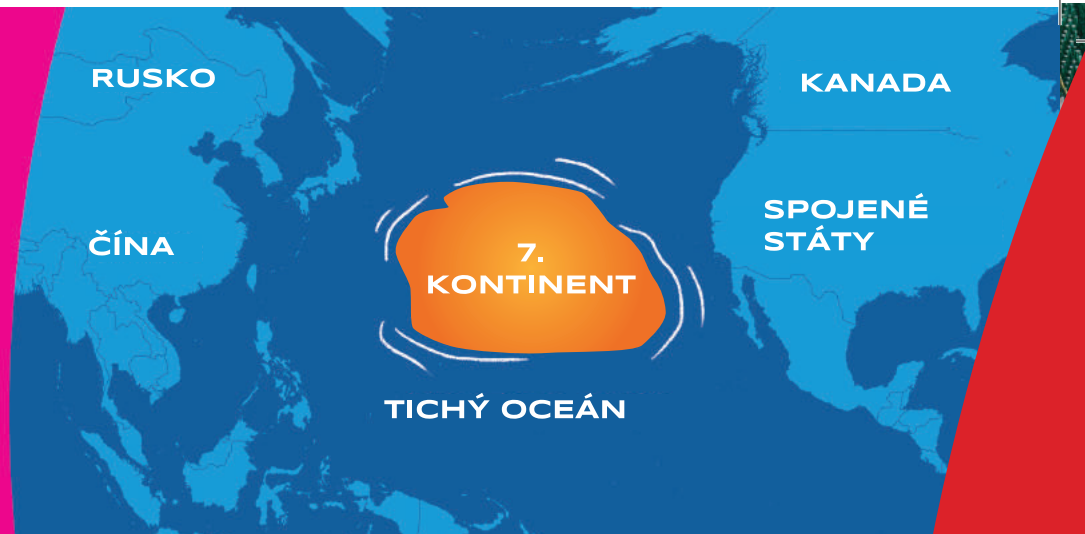 RUSKO
KANADA
SPOJENÉ
STÁTY
ČÍNA
7.
KONTINENT
TICHÝ OCEÁN